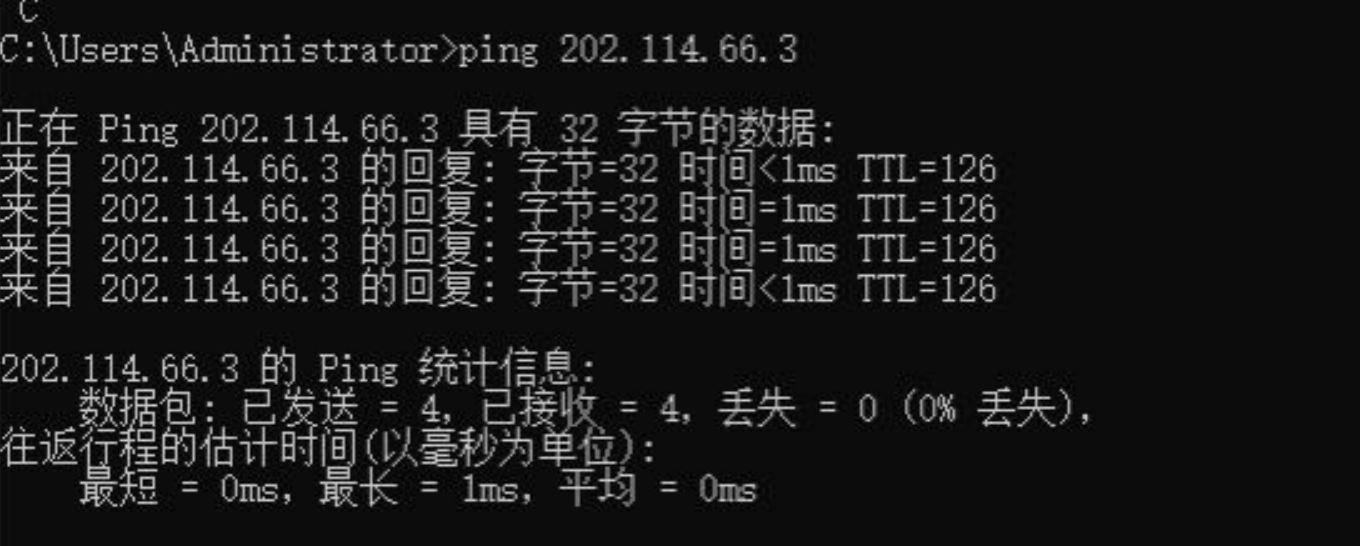 C
C:\Users\Administrator>ping 202.114.66.3
正在 Ping 202.114.66.3 具有 32 字节的数据:
来自 202.114.66.3 的回复: 字节=32 时间<1ms TTL=126
来自 202.114.66.3 的回复: 字节=32 时间=1ms TTL=126
来自 202.114.66.3 的回复: 字节=32 时间=1ms TTL=126
来自 202.114.66.3 的回复: 字节=32 时间<1ms TTL=126
202.114.66.3 的 Ping 统计信息:
数据包: 已发送 = 4，已接收 = 4，丢失 = 0 (0% 丢失)，
往返行程的估计时间(以毫秒为单位):
最短 = 0ms，最长 = 1ms，平均 = 0ms